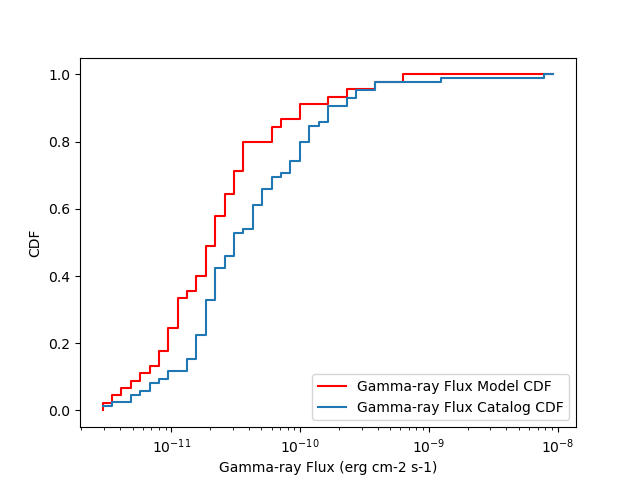 1.0
0.8
0.6
0.4
0.2
0.0
CDF
10⁻¹¹
10⁻¹⁰
10⁻⁹
10⁻⁸
Gamma-ray Flux (erg cm-2 s-1)
Gamma-ray Flux Model CDF
Gamma-ray Flux Catalog CDF